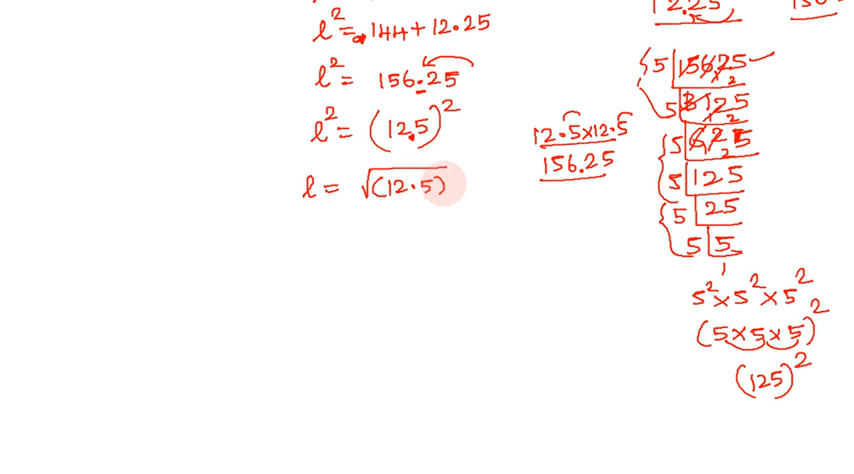 l² = 144 + 12.25
l² = 156.25
l² = (12.5)²
l = √(12.5)
12.5 × 12.5
156.25
12.25
5 | 15625
5 | 3125
5 | 625
5 | 125
5 | 25
5 | 5
1
5² × 5² × 5²
(5 × 5 × 5)²
(125)²